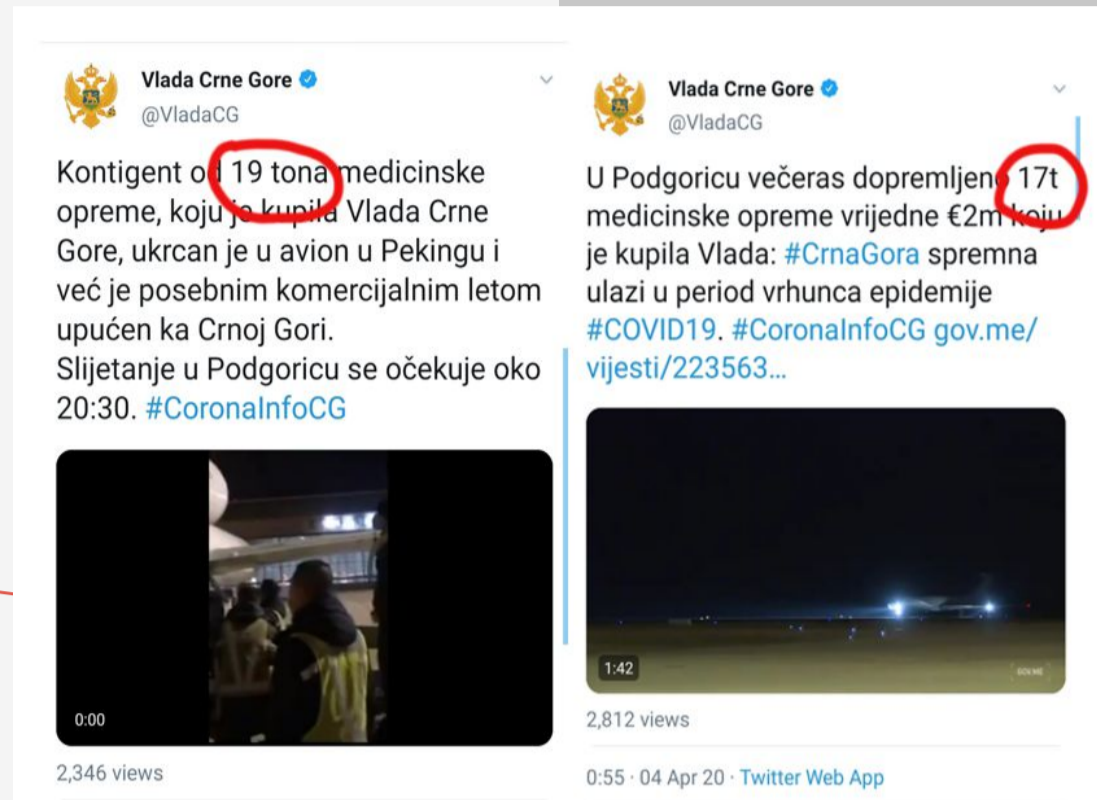 Vlada Crne Gore
@VladaCG
Kontigent od 19 tona medicinske
opreme, koju je kupila Vlada Crne
Gore, ukrcan je u avion u Pekingu i
već je posebnim komercijalnim letom
upućen ka Crnoj Gori.
Slijetanje u Podgoricu se očekuje oko
20:30. #CoronaInfoCG
0:00
2,346 views
Vlada Crne Gore
@VladaCG
U Podgoricu večeras dopremljeno 17t
medicinske opreme vrijedne €2m koju
je kupila Vlada: #CrnaGora spremna
ulazi u period vrhunca epidemije
#COVID19. #CoronaInfoCG gov.me/
vijesti/223563...
1:42
GOV.ME
2,812 views
0:55 · 04 Apr 20 · Twitter Web App